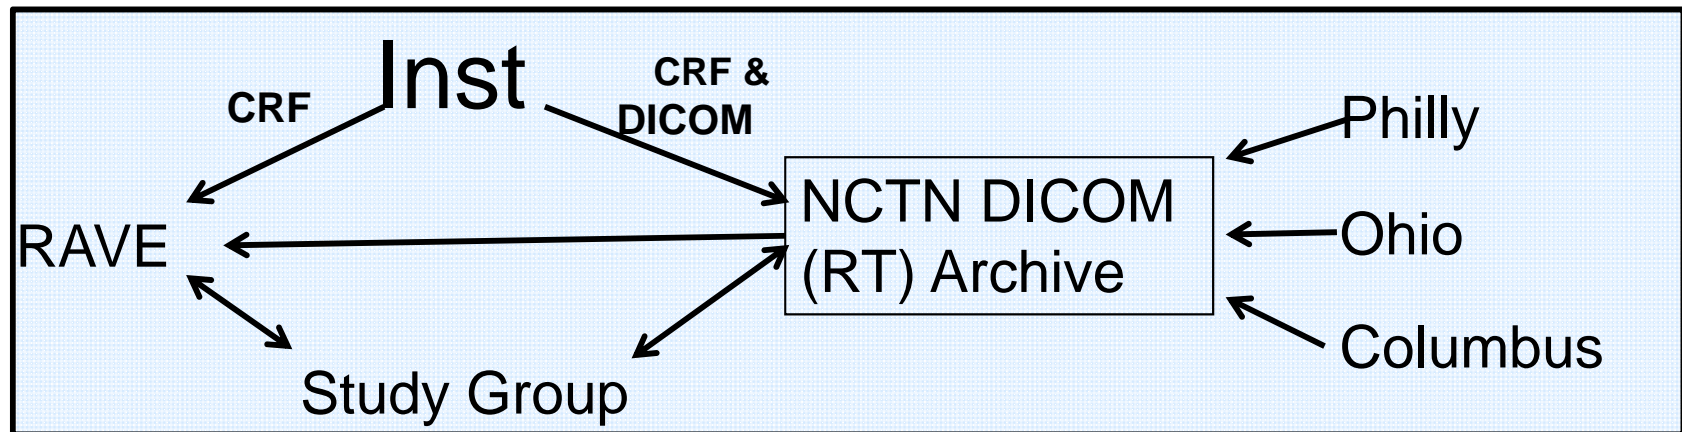 Inst
CRF
CRF &
DICOM
Philly
NCTN DICOM
(RT) Archive
RAVE
Ohio
Columbus
Study Group